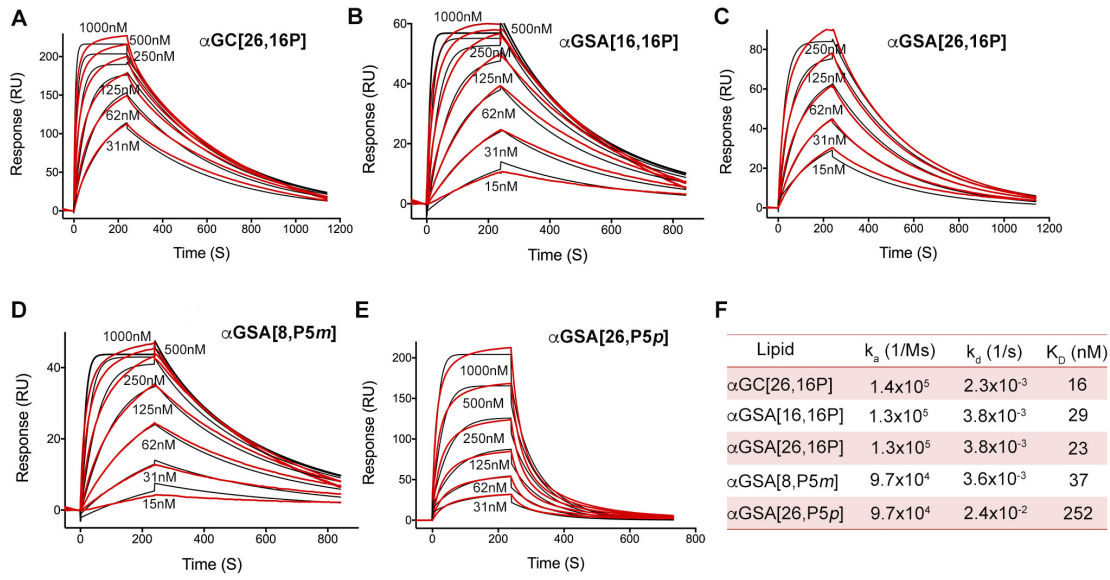 A
αGC[26,16P]
1000nM
500nM
250nM
125nM
62nM
31nM
Response (RU)
200
150
100
50
0
0 200 400 600 800 1000 1200 1140
Time (S)
B
αGSA[16,16P]
1000nM
500nM
250nM
125nM
62nM
31nM
15nM
Response (RU)
60
40
20
0
0 200 400 600 800
Time (S)
C
αGSA[26,16P]
250nM
125nM
62nM
31nM
15nM
Response (RU)
80
60
40
20
0
0 200 400 600 800 1000 1200
Time (S)
D
αGSA[8,P5m]
1000nM
500nM
250nM
125nM
62nM
31nM
15nM
Response (RU)
40
20
0
0 200 400 600 800
Time (S)
E
αGSA[26,P5p]
1000nM
500nM
250nM
125nM
62nM
31nM
Response (RU)
200
150
100
50
0
0 200 400 600 800
Time (S)
F
Lipid ka (1/Ms) kd (1/s) KD (nM)
αGC[26,16P] 1.4x10⁵ 2.3x10⁻³ 16
αGSA[16,16P] 1.3x10⁵ 3.8x10⁻³ 29
αGSA[26,16P] 1.3x10⁵ 3.8x10⁻³ 23
αGSA[8,P5m] 9.7x10⁴ 3.6x10⁻³ 37
αGSA[26,P5p] 9.7x10⁴ 2.4x10⁻² 252